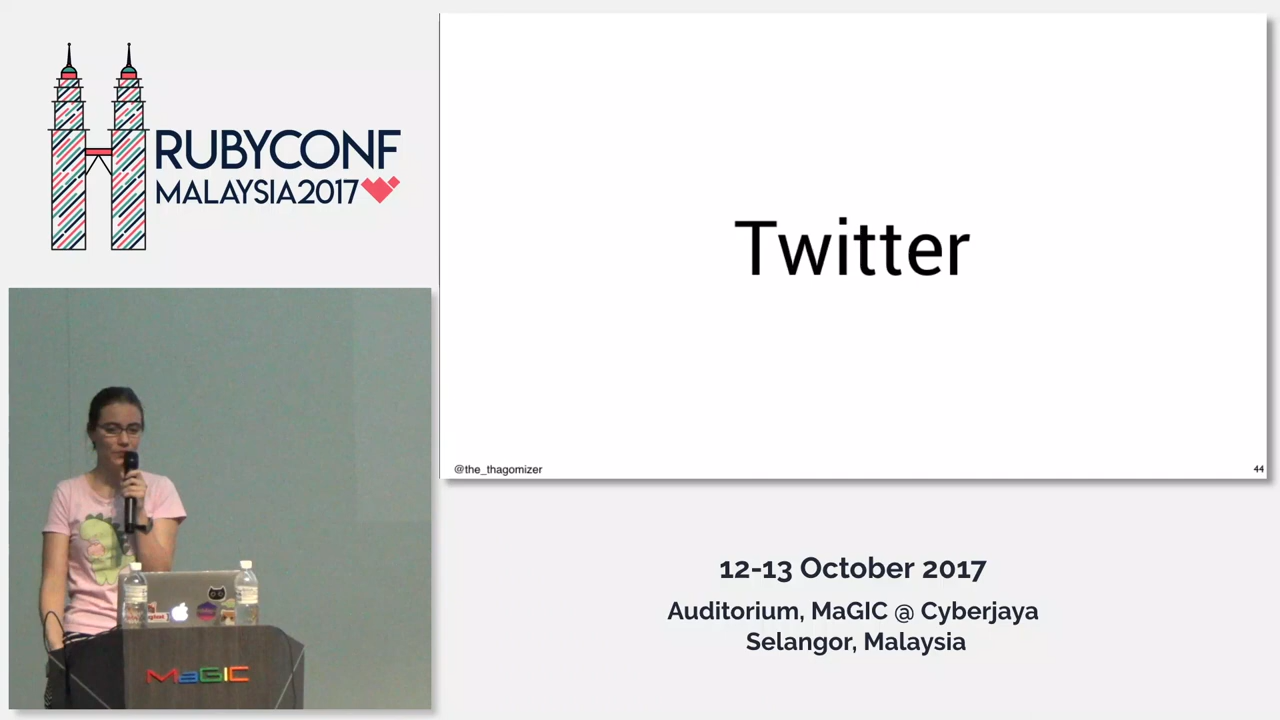 RUBYCONF
MALAYSIA2017
Twitter
@the_thagomizer
44
MaGIC
12-13 October 2017
Auditorium, MaGIC @ Cyberjaya
Selangor, Malaysia